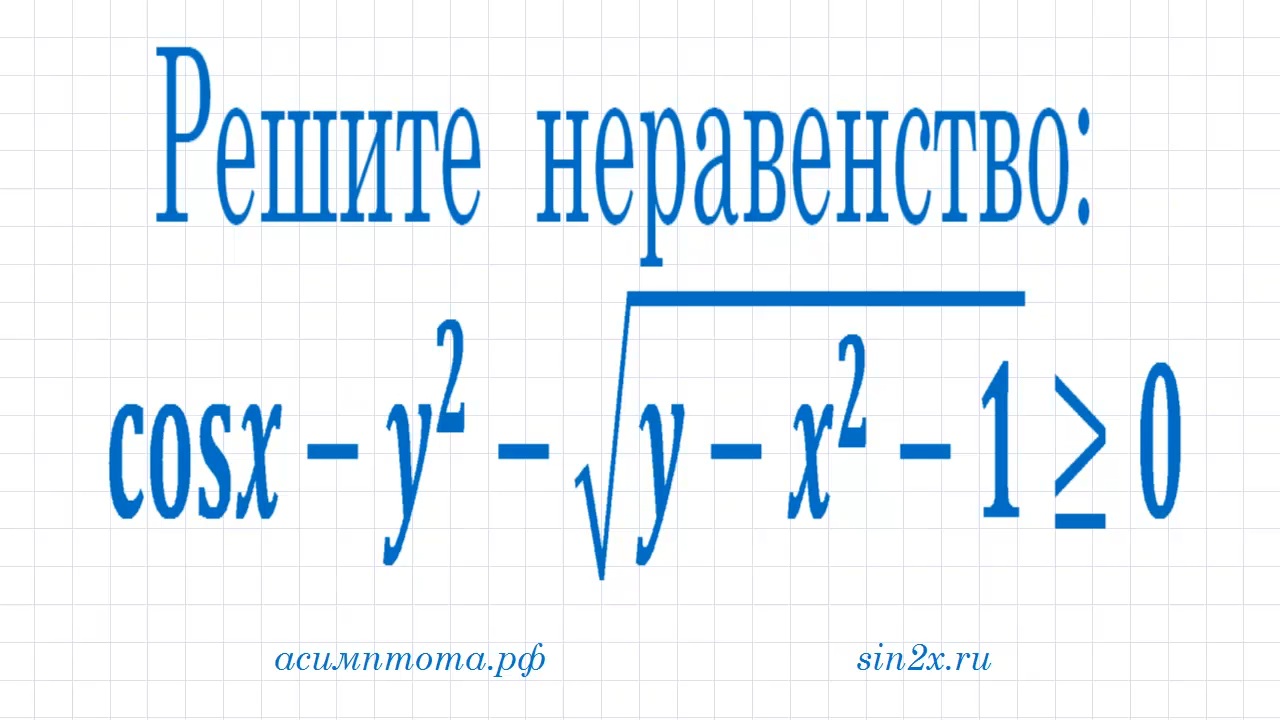 Решите неравенство:
cosx − y² − √(y − x² − 1) ≥ 0
асимптота.рф sin2x.ru